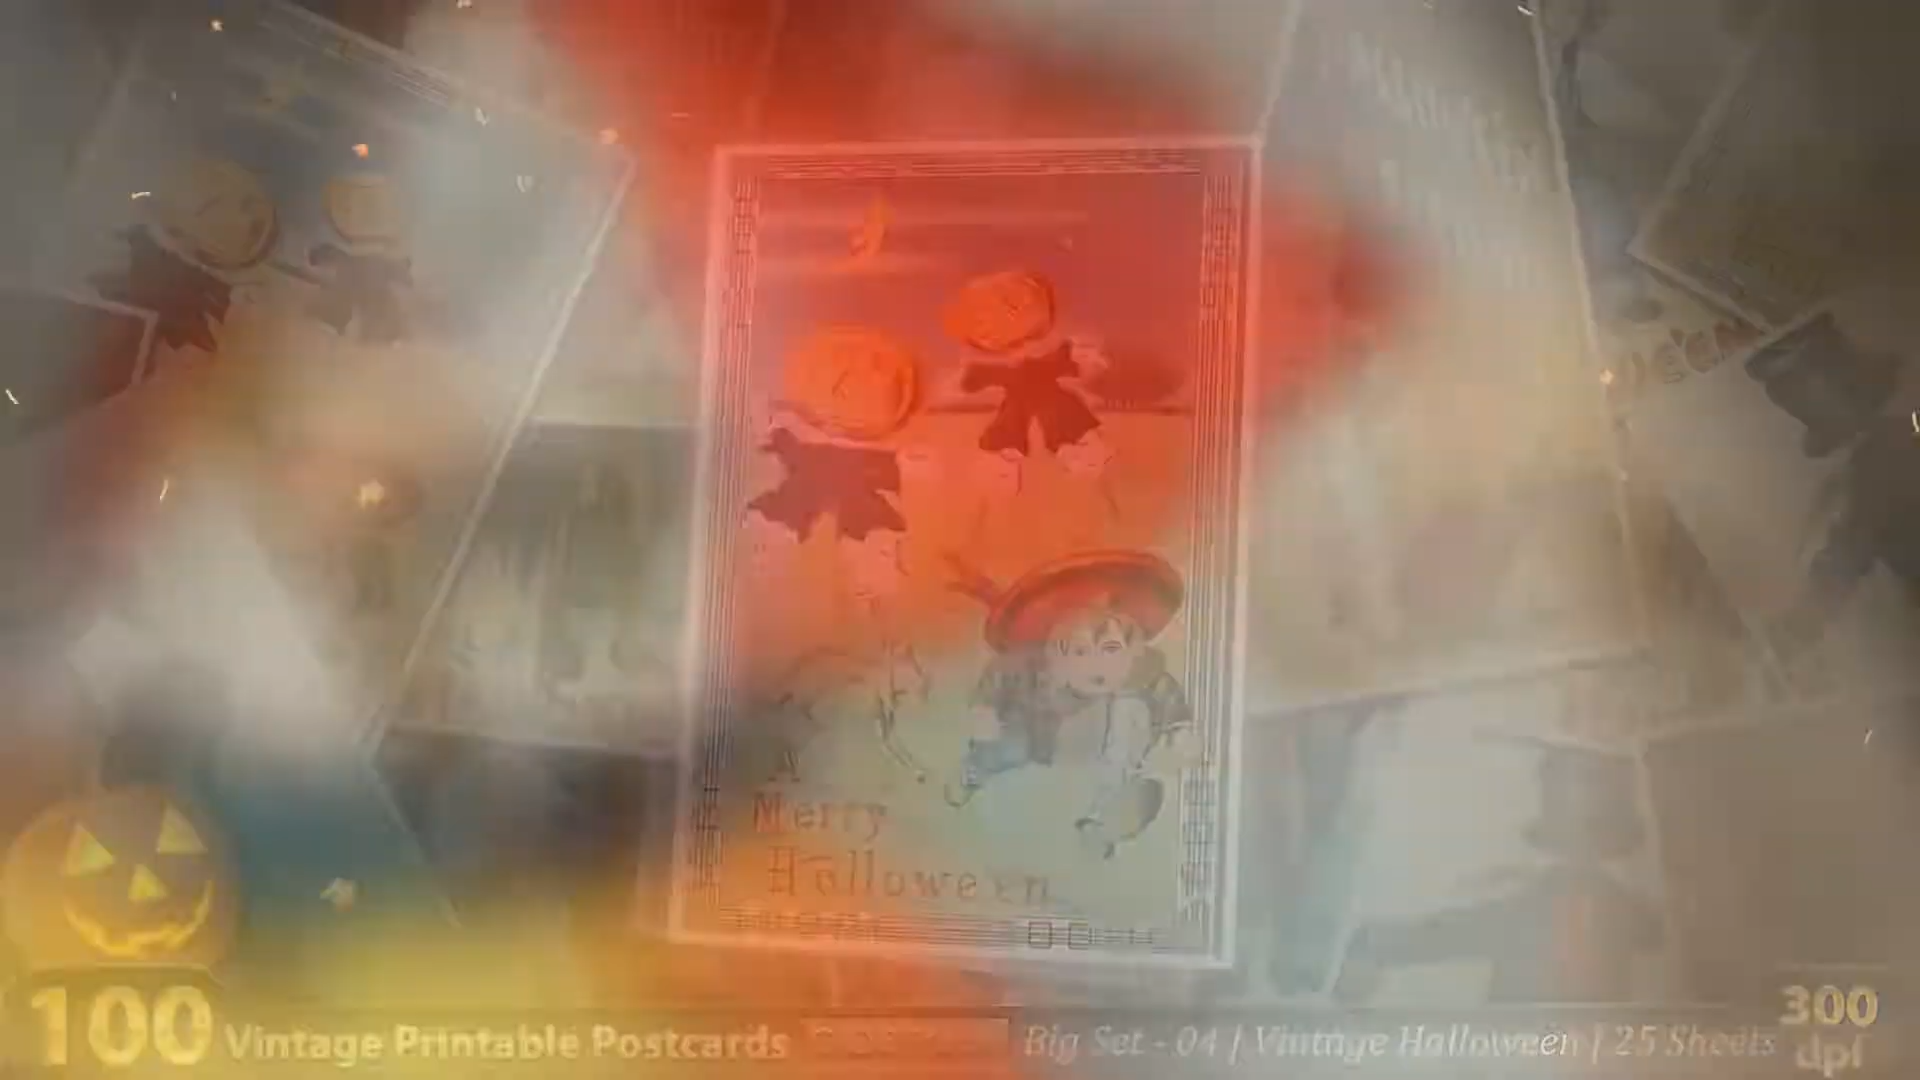 A
Merry
Halloween
100 Vintage Printable Postcards
Big Set - 04 | Vintage Halloween | 25 Sheets
300
dpi